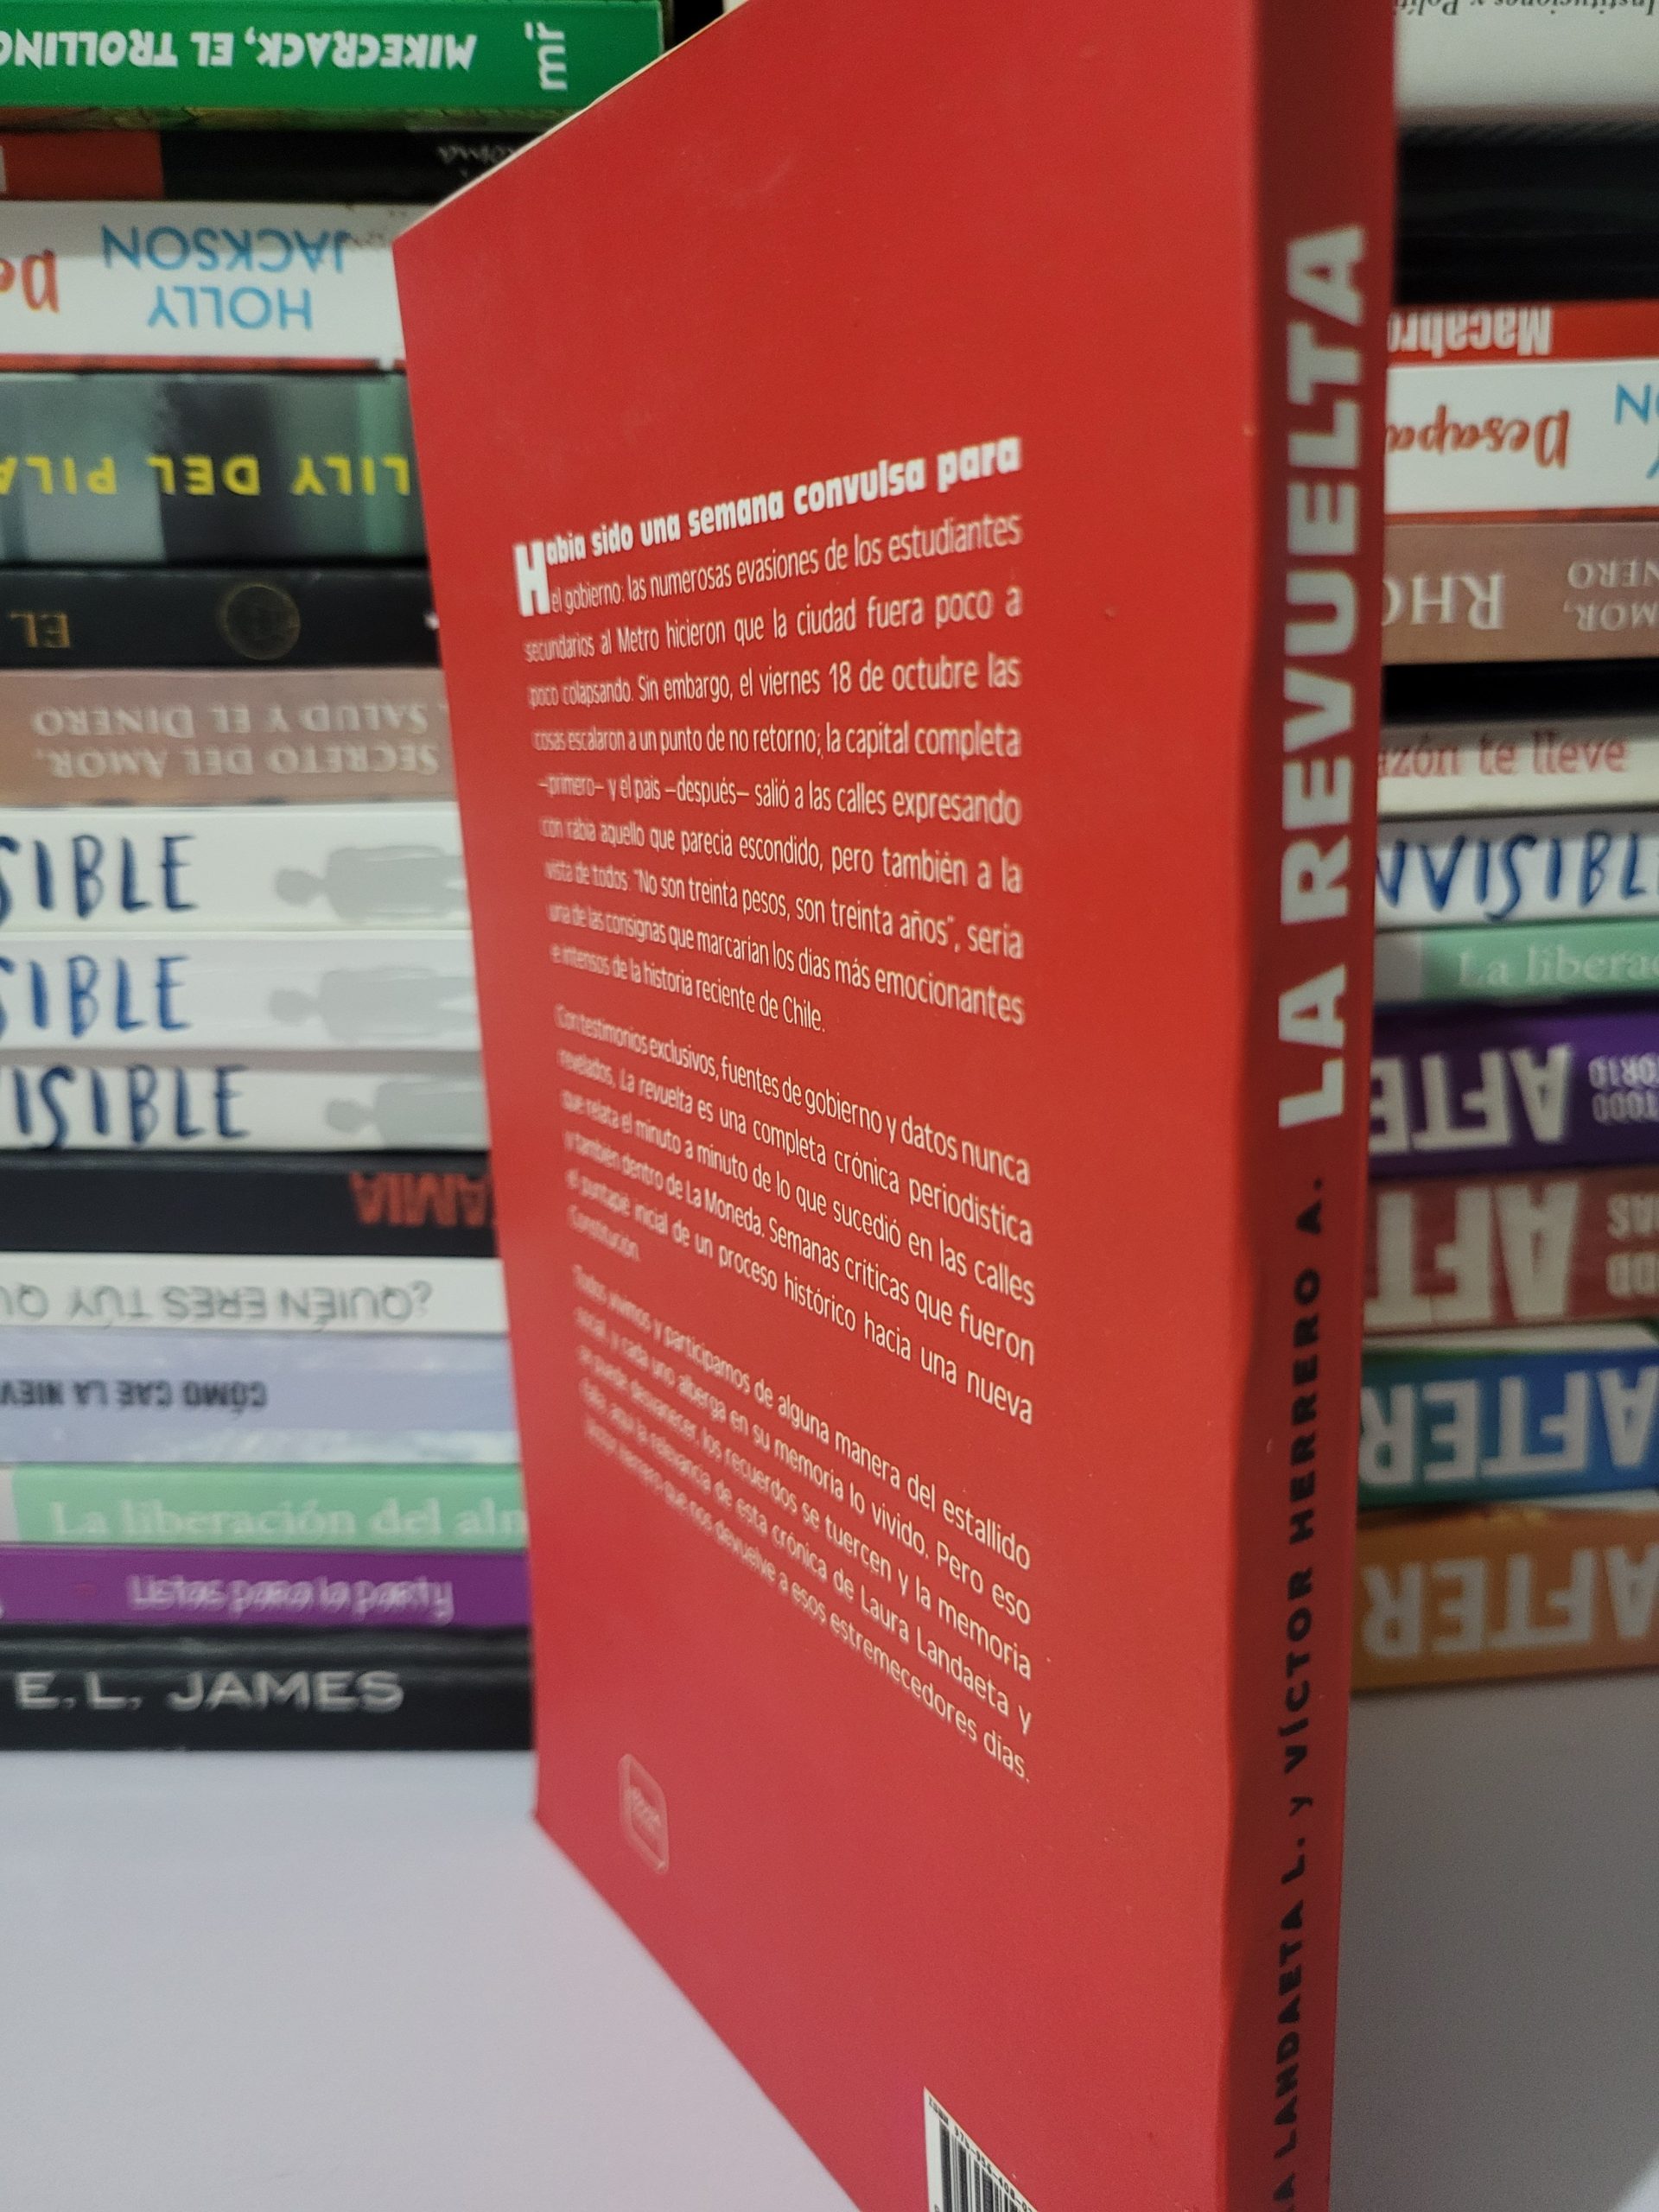 Había sido una semana convulsa para
el gobierno: las numerosas evasiones de los estudiantes
secundarios al Metro hicieron que la ciudad fuera poco a
poco colapsando. Sin embargo, el viernes 18 de octubre las
cosas escalaron a un punto de no retorno; la capital completa
–primero– y el país –después– salió a las calles expresando
con rabia aquello que parecía escondido, pero también a la
vista de todos. "No son treinta pesos, son treinta años", sería
una de las consignas que marcarían los días más emocionantes
e intensos de la historia reciente de Chile.
Con testimonios exclusivos, fuentes de gobierno y datos nunca
revelados, La revuelta es una completa crónica periodística
que relata el minuto a minuto de lo que sucedió en las calles
y también dentro de La Moneda. Semanas críticas que fueron
el puntapié inicial de un proceso histórico hacia una nueva
Constitución.
Todos vivimos y participamos de alguna manera del estallido
social, y cada uno alberga en su memoria lo vivido. Pero eso
se puede desvanecer, los recuerdos se tuercen y la memoria
falla, aquí la relevancia de esta crónica de Laura Landaeta y
Víctor Herrero que nos devuelve a esos estremecedores días.
A LANDAETA L. y VÍCTOR HERRERO A. LA REVUELTA
MIKECRACK, EL TROLLINO
mr
HOLLY
JACKSON
De
LILY DEL PILA
EL
SECRETO DEL AMOR,
SALUD Y EL DINERO
SIBLE
SIBLE
ISIBLE
AMIA
¿QUIÉN ERES TÚ Y QU
CÓMO CAE LA NIEV
La liberación del alm
Listas para la party
E.L. JAMES
Instituciones y Polít
Macabro
Desapa
N
RHO
MOR,
NERO
azón te lleve
NVISIBL
La liberac
AFTE
TODO
AFT
AFTER
AFTER